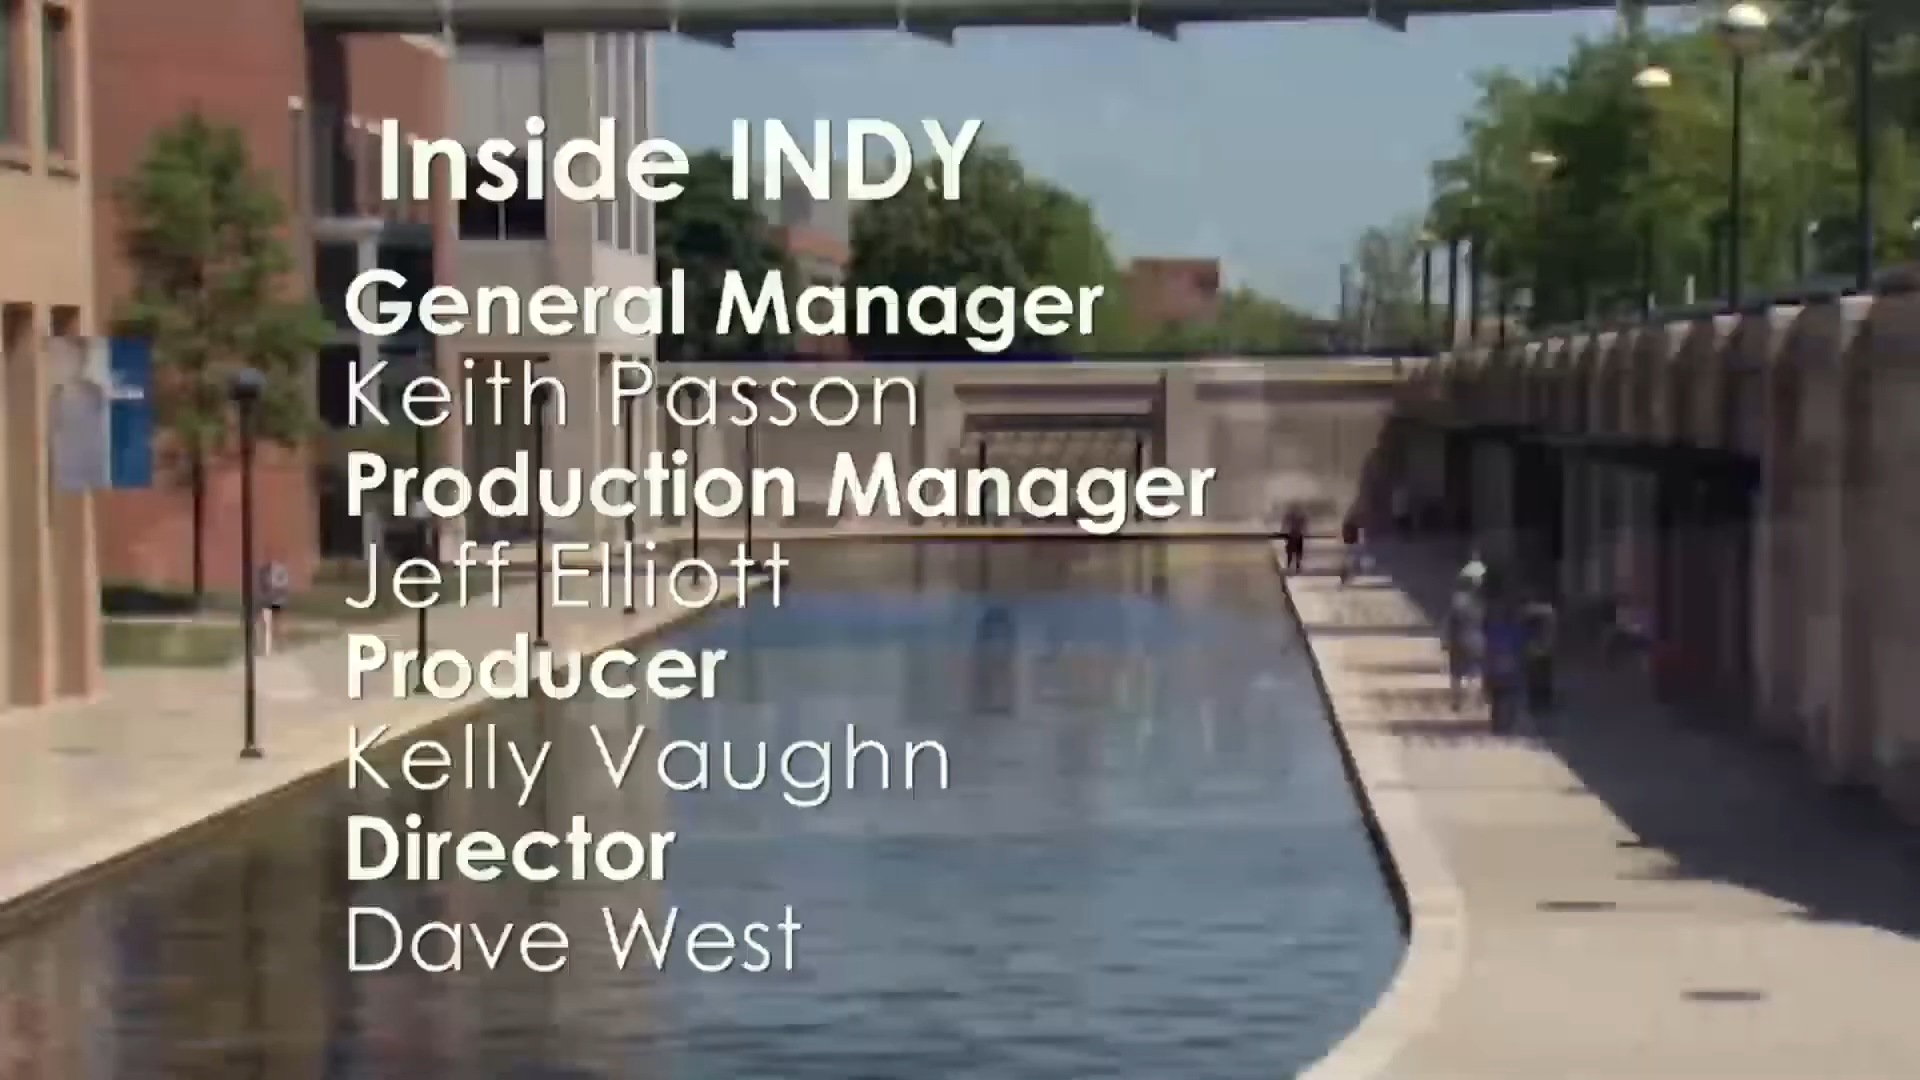 Inside INDY
General Manager
Keith Passon
Production Manager
Jeff Elliott
Producer
Kelly Vaughn
Director
Dave West